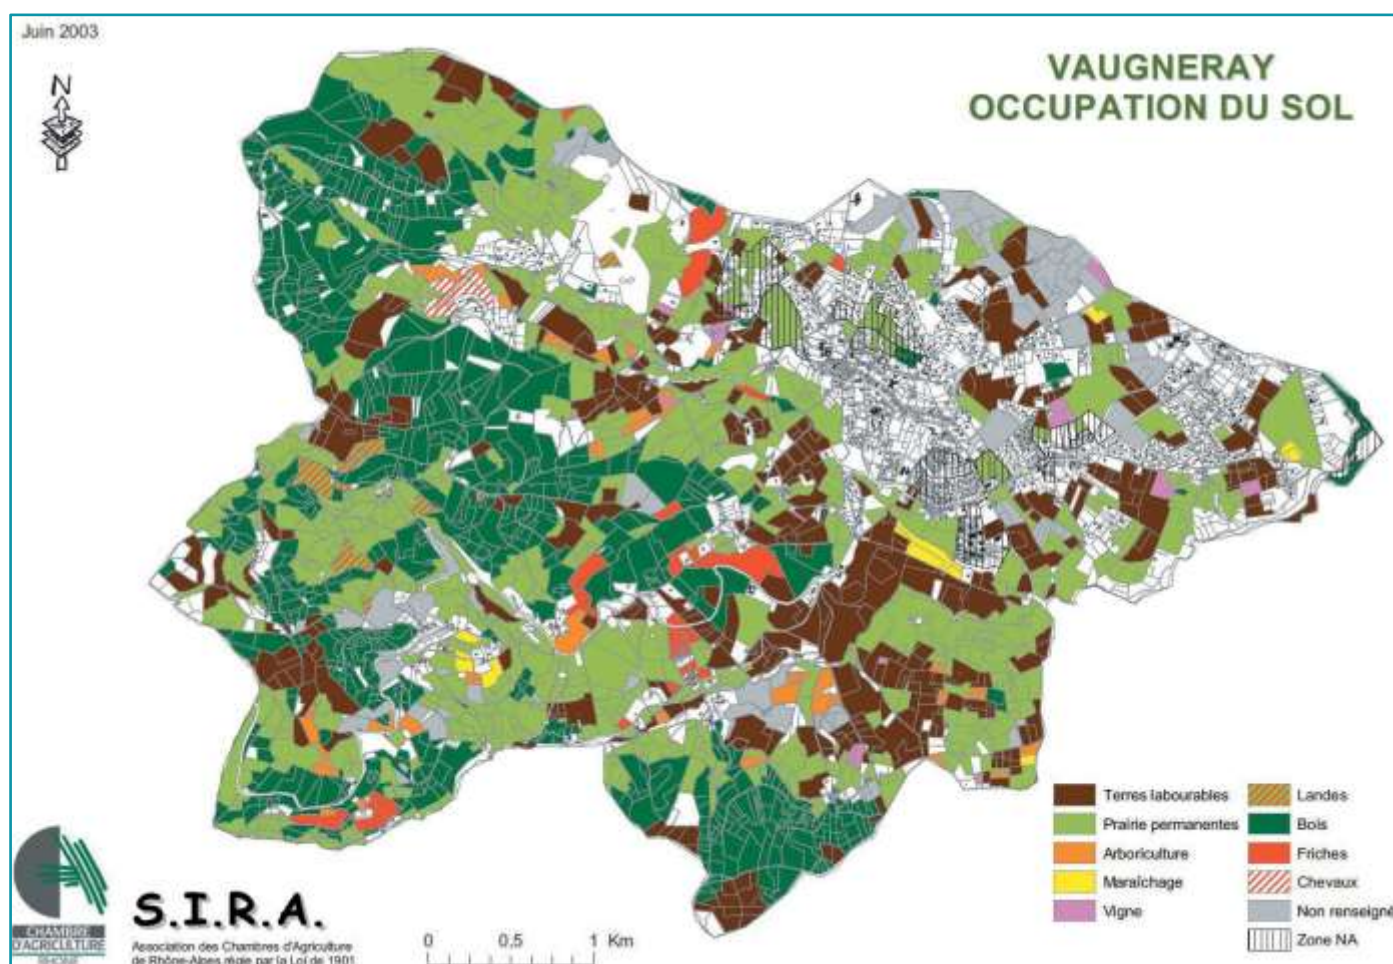 Juin 2003
N
VAUGNERAY
OCCUPATION DU SOL
Terres labourables
Prairie permanentes
Arboriculture
Maraîchage
Vigne
Landes
Bois
Friches
Chevaux
Non renseigné
Zone NA
CHAMBRE
D'AGRICULTURE
RHÔNE
S.I.R.A.
Association des Chambres d'Agriculture
de Rhône-Alpes régie par la Loi de 1901
0 0,5 1 Km